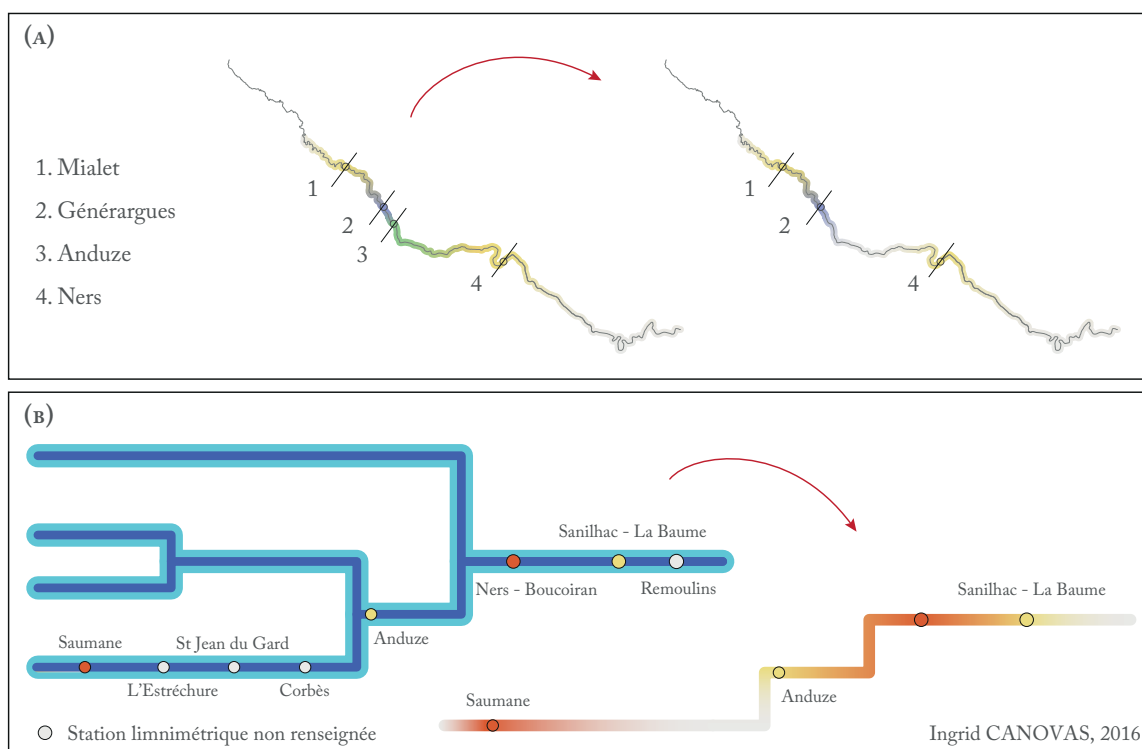 (A)
1. Mialet
2. Générargues
3. Anduze
4. Ners
1
2
3
4
1
2
4
(B)
Sanilhac - La Baume
Ners - Boucoiran
Remoulins
Anduze
Saumane
St Jean du Gard
L'Estréchure
Corbès
Sanilhac - La Baume
Anduze
Saumane
Station limnimétrique non renseignée
Ingrid CANOVAS, 2016